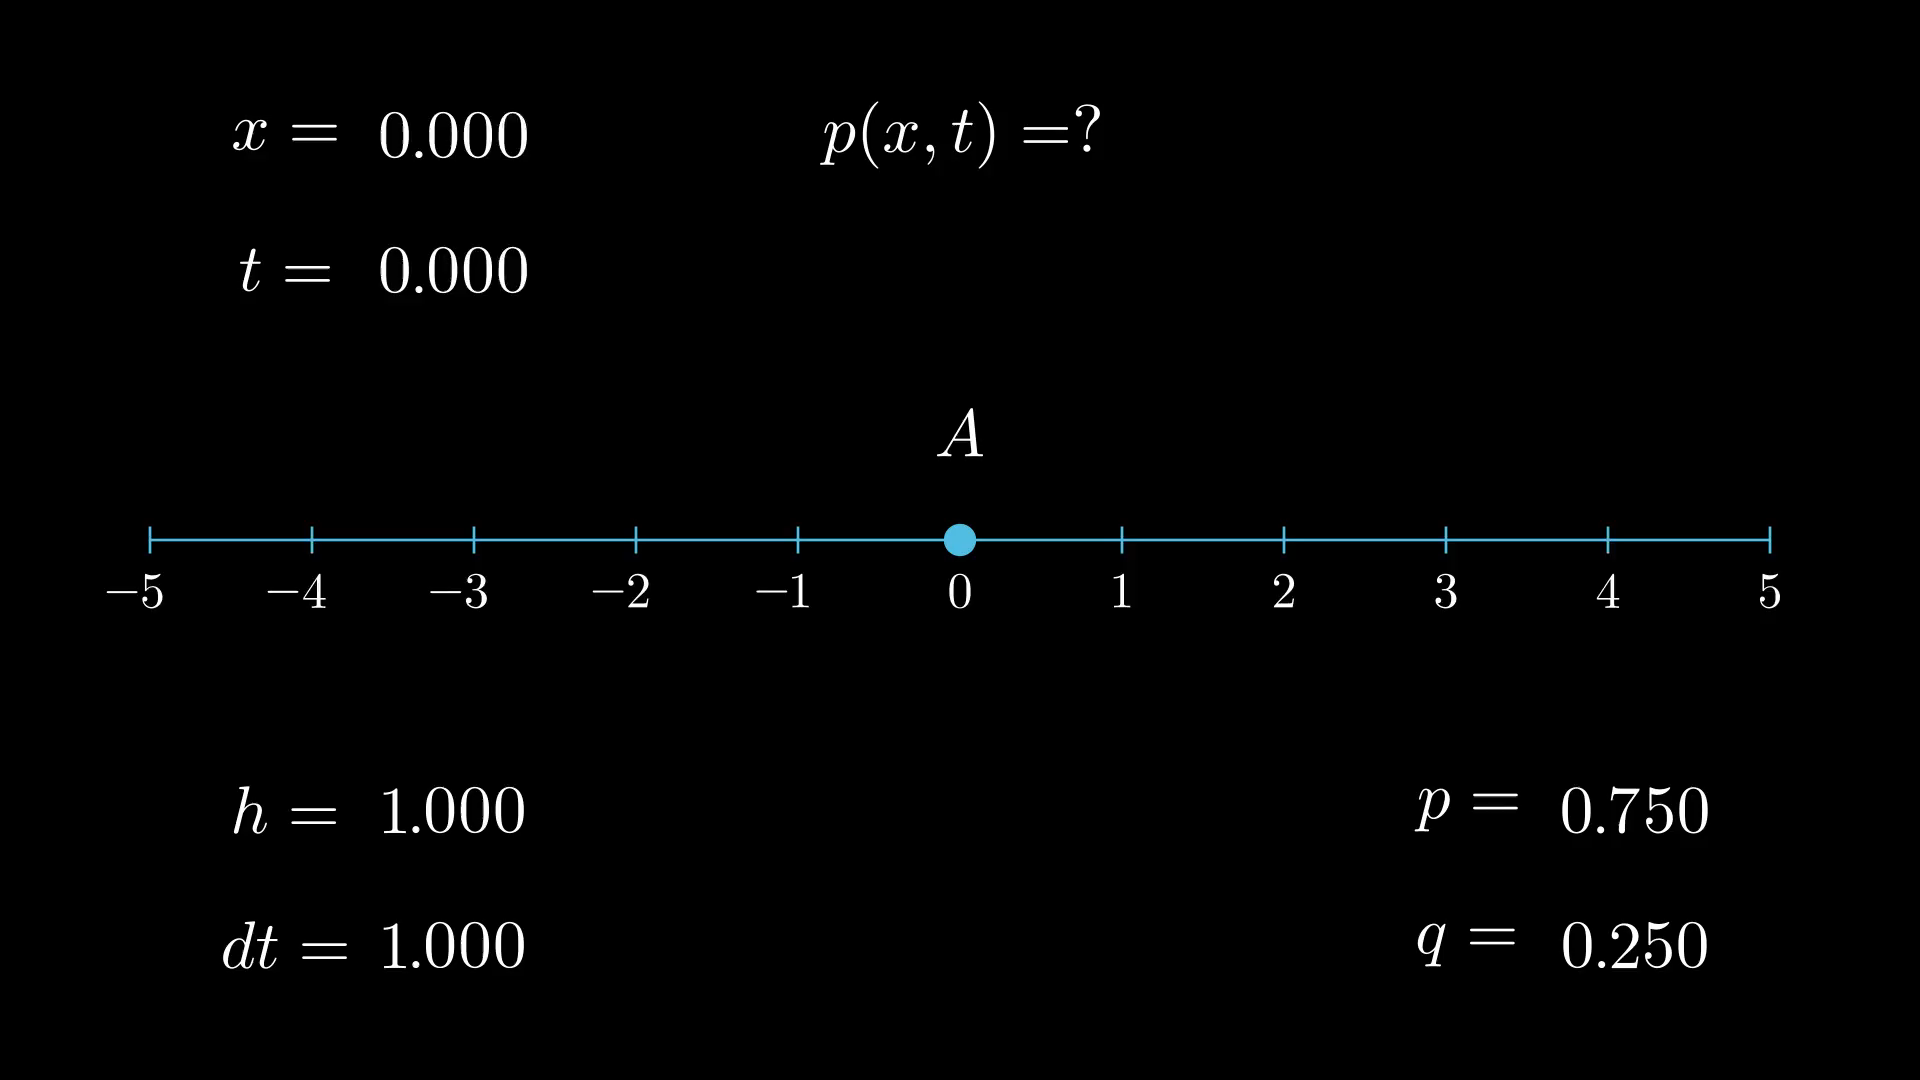 x = 0.000
p(x, t) =?
t = 0.000
A
−5 −4 −3 −2 −1 0 1 2 3 4 5
h = 1.000
p = 0.750
dt = 1.000
q = 0.250